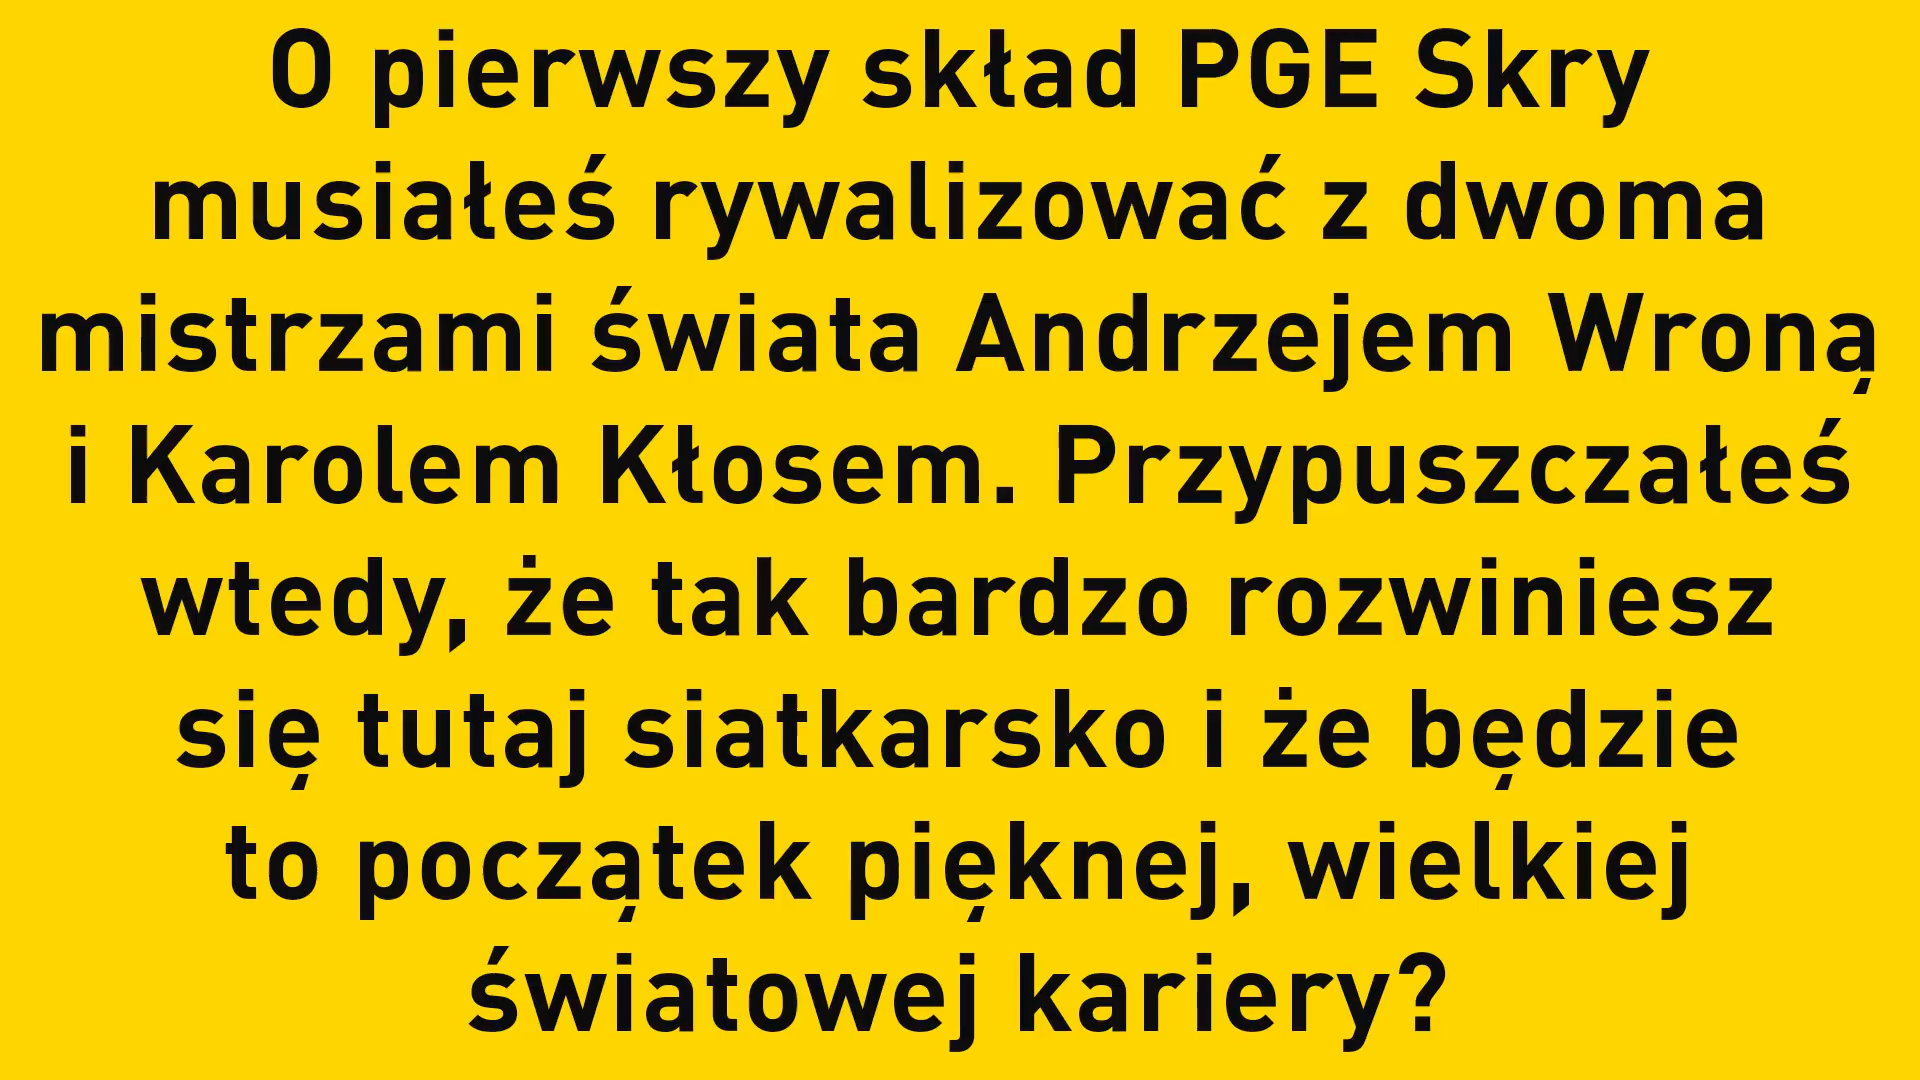 O pierwszy skład PGE Skry
musiałeś rywalizować z dwoma
mistrzami świata Andrzejem Wroną
i Karolem Kłosem. Przypuszczałeś
wtedy, że tak bardzo rozwiniesz
się tutaj siatkarsko i że będzie
to początek pięknej, wielkiej
światowej kariery?